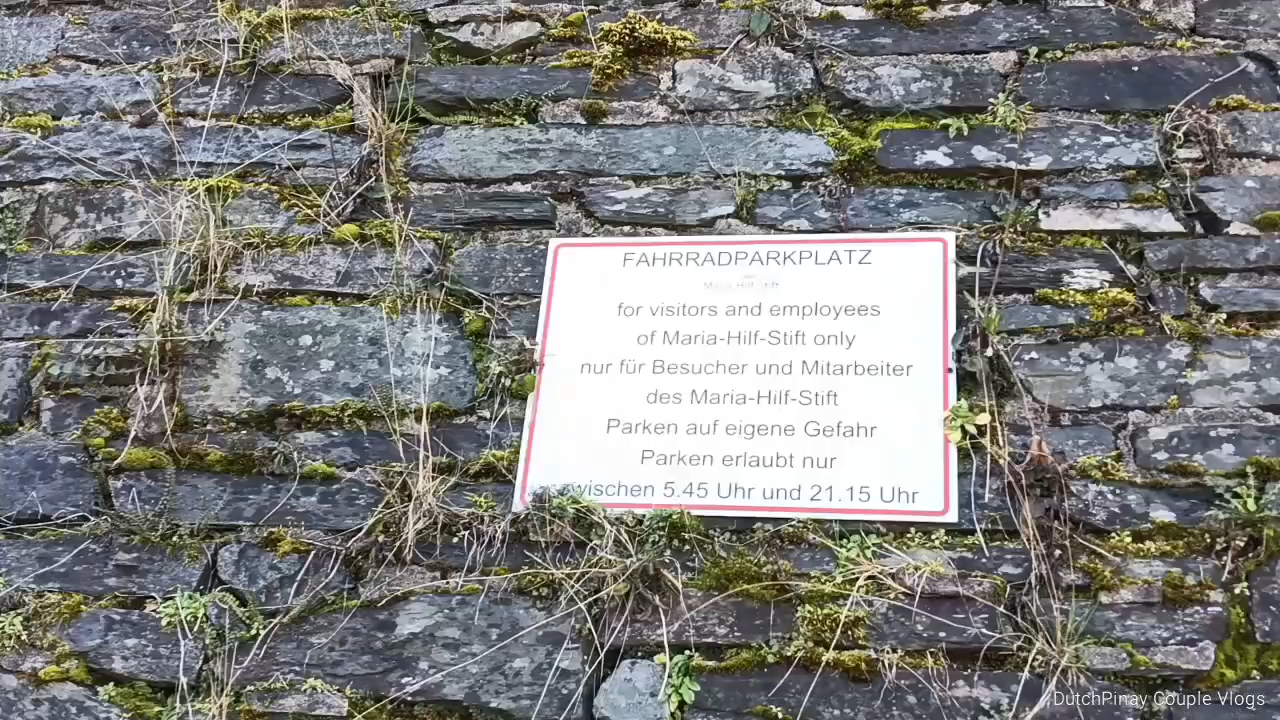 FAHRRADPARKPLATZ
Maria-Hilf-Stift
for visitors and employees
of Maria-Hilf-Stift only
nur für Besucher und Mitarbeiter
des Maria-Hilf-Stift
Parken auf eigene Gefahr
Parken erlaubt nur
zwischen 5.45 Uhr und 21.15 Uhr
DutchPinay Couple Vlogs